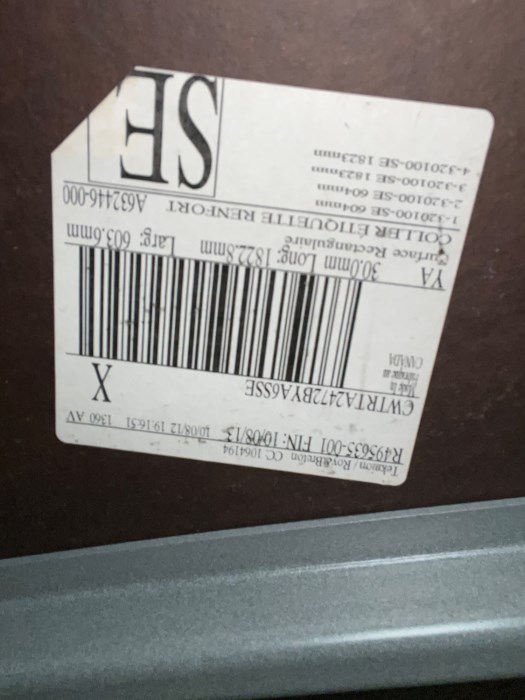 Teknion / Roy&Breton CC: 1064194
R495635-001 FIN: 10/08/13 10/08/12 19:16:51 1360 AV
CWTRTA2472BYA6SSE X
Made in
Fabriqué au
CANADA
30.0mm Long: 1822.8mm Larg: 603.6mm
YA Surface Rectangulaire
COLLER ÉTIQUETTE RENFORT A632446-000
1-320100-SE 604mm
2-320100-SE 604mm
3-320100-SE 1823mm
4-320100-SE 1823mm
SE